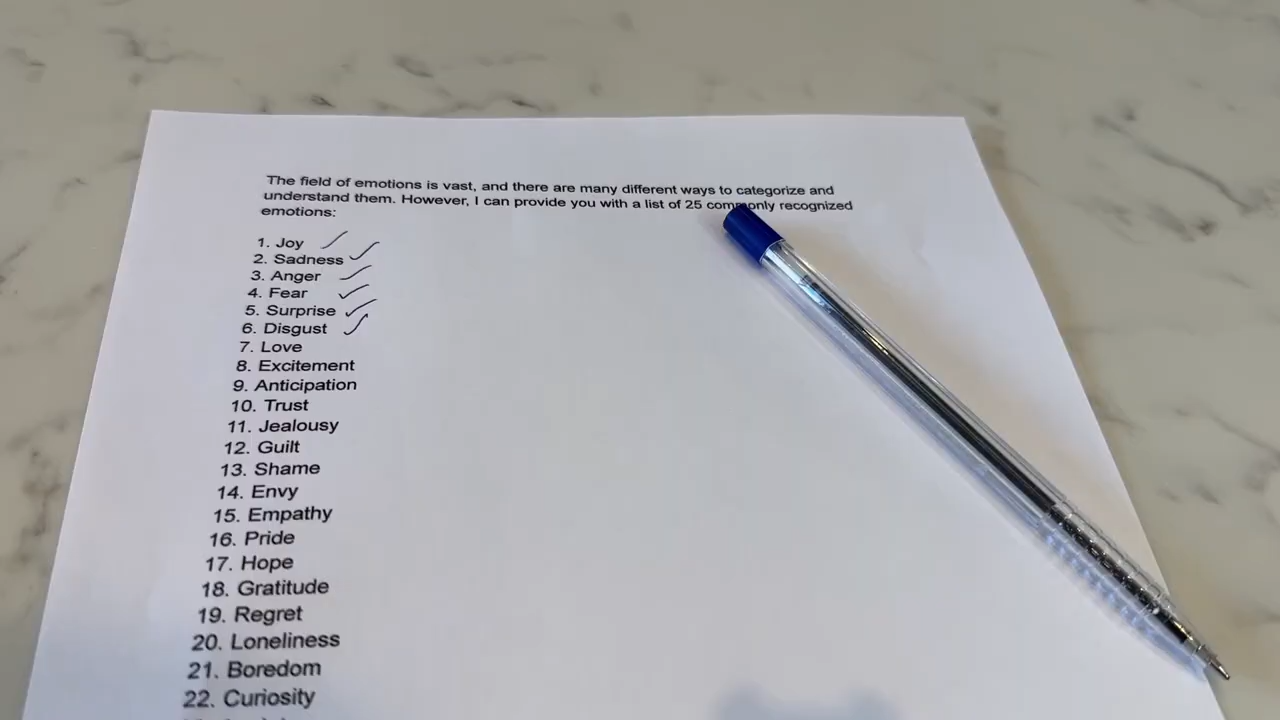 The field of emotions is vast, and there are many different ways to categorize and
understand them. However, I can provide you with a list of 25 commonly recognized
emotions:
1. Joy
2. Sadness
3. Anger
4. Fear
5. Surprise
6. Disgust
7. Love
8. Excitement
9. Anticipation
10. Trust
11. Jealousy
12. Guilt
13. Shame
14. Envy
15. Empathy
16. Pride
17. Hope
18. Gratitude
19. Regret
20. Loneliness
21. Boredom
22. Curiosity